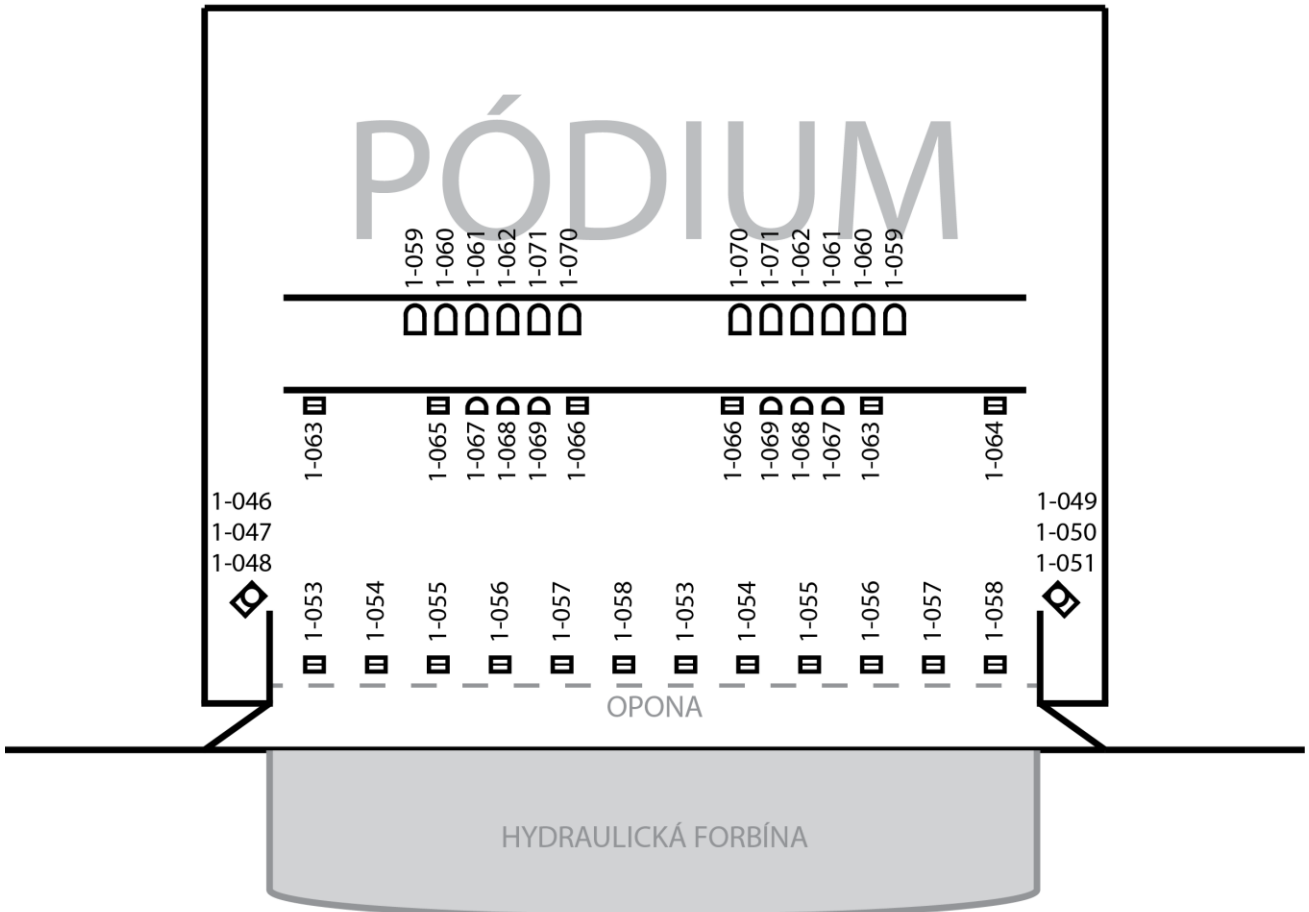 PÓDIUM
1-059 1-060 1-061 1-062 1-071 1-070 1-070 1-071 1-062 1-061 1-060 1-059
1-063 1-065 1-067 1-068 1-069 1-066 1-066 1-069 1-068 1-067 1-063 1-064
1-046 1-049
1-047 1-050
1-048 1-051
1-053 1-054 1-055 1-056 1-057 1-058 1-053 1-054 1-055 1-056 1-057 1-058
OPONA
HYDRAULICKÁ FORBÍNA